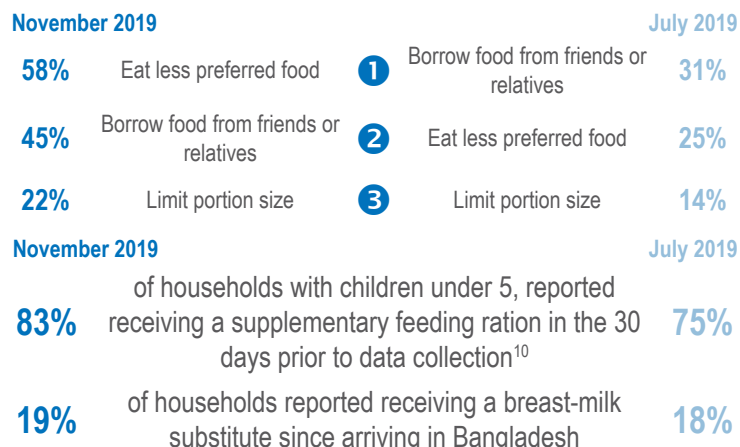 November 2019 July 2019
58% Eat less preferred food ❶ Borrow food from friends or
relatives 31%
45% Borrow food from friends or
relatives ❷ Eat less preferred food 25%
22% Limit portion size ❸ Limit portion size 14%
November 2019 July 2019
83% of households with children under 5, reported
receiving a supplementary feeding ration in the 30
days prior to data collection¹⁰ 75%
19% of households reported receiving a breast-milk
substitute since arriving in Bangladesh 18%